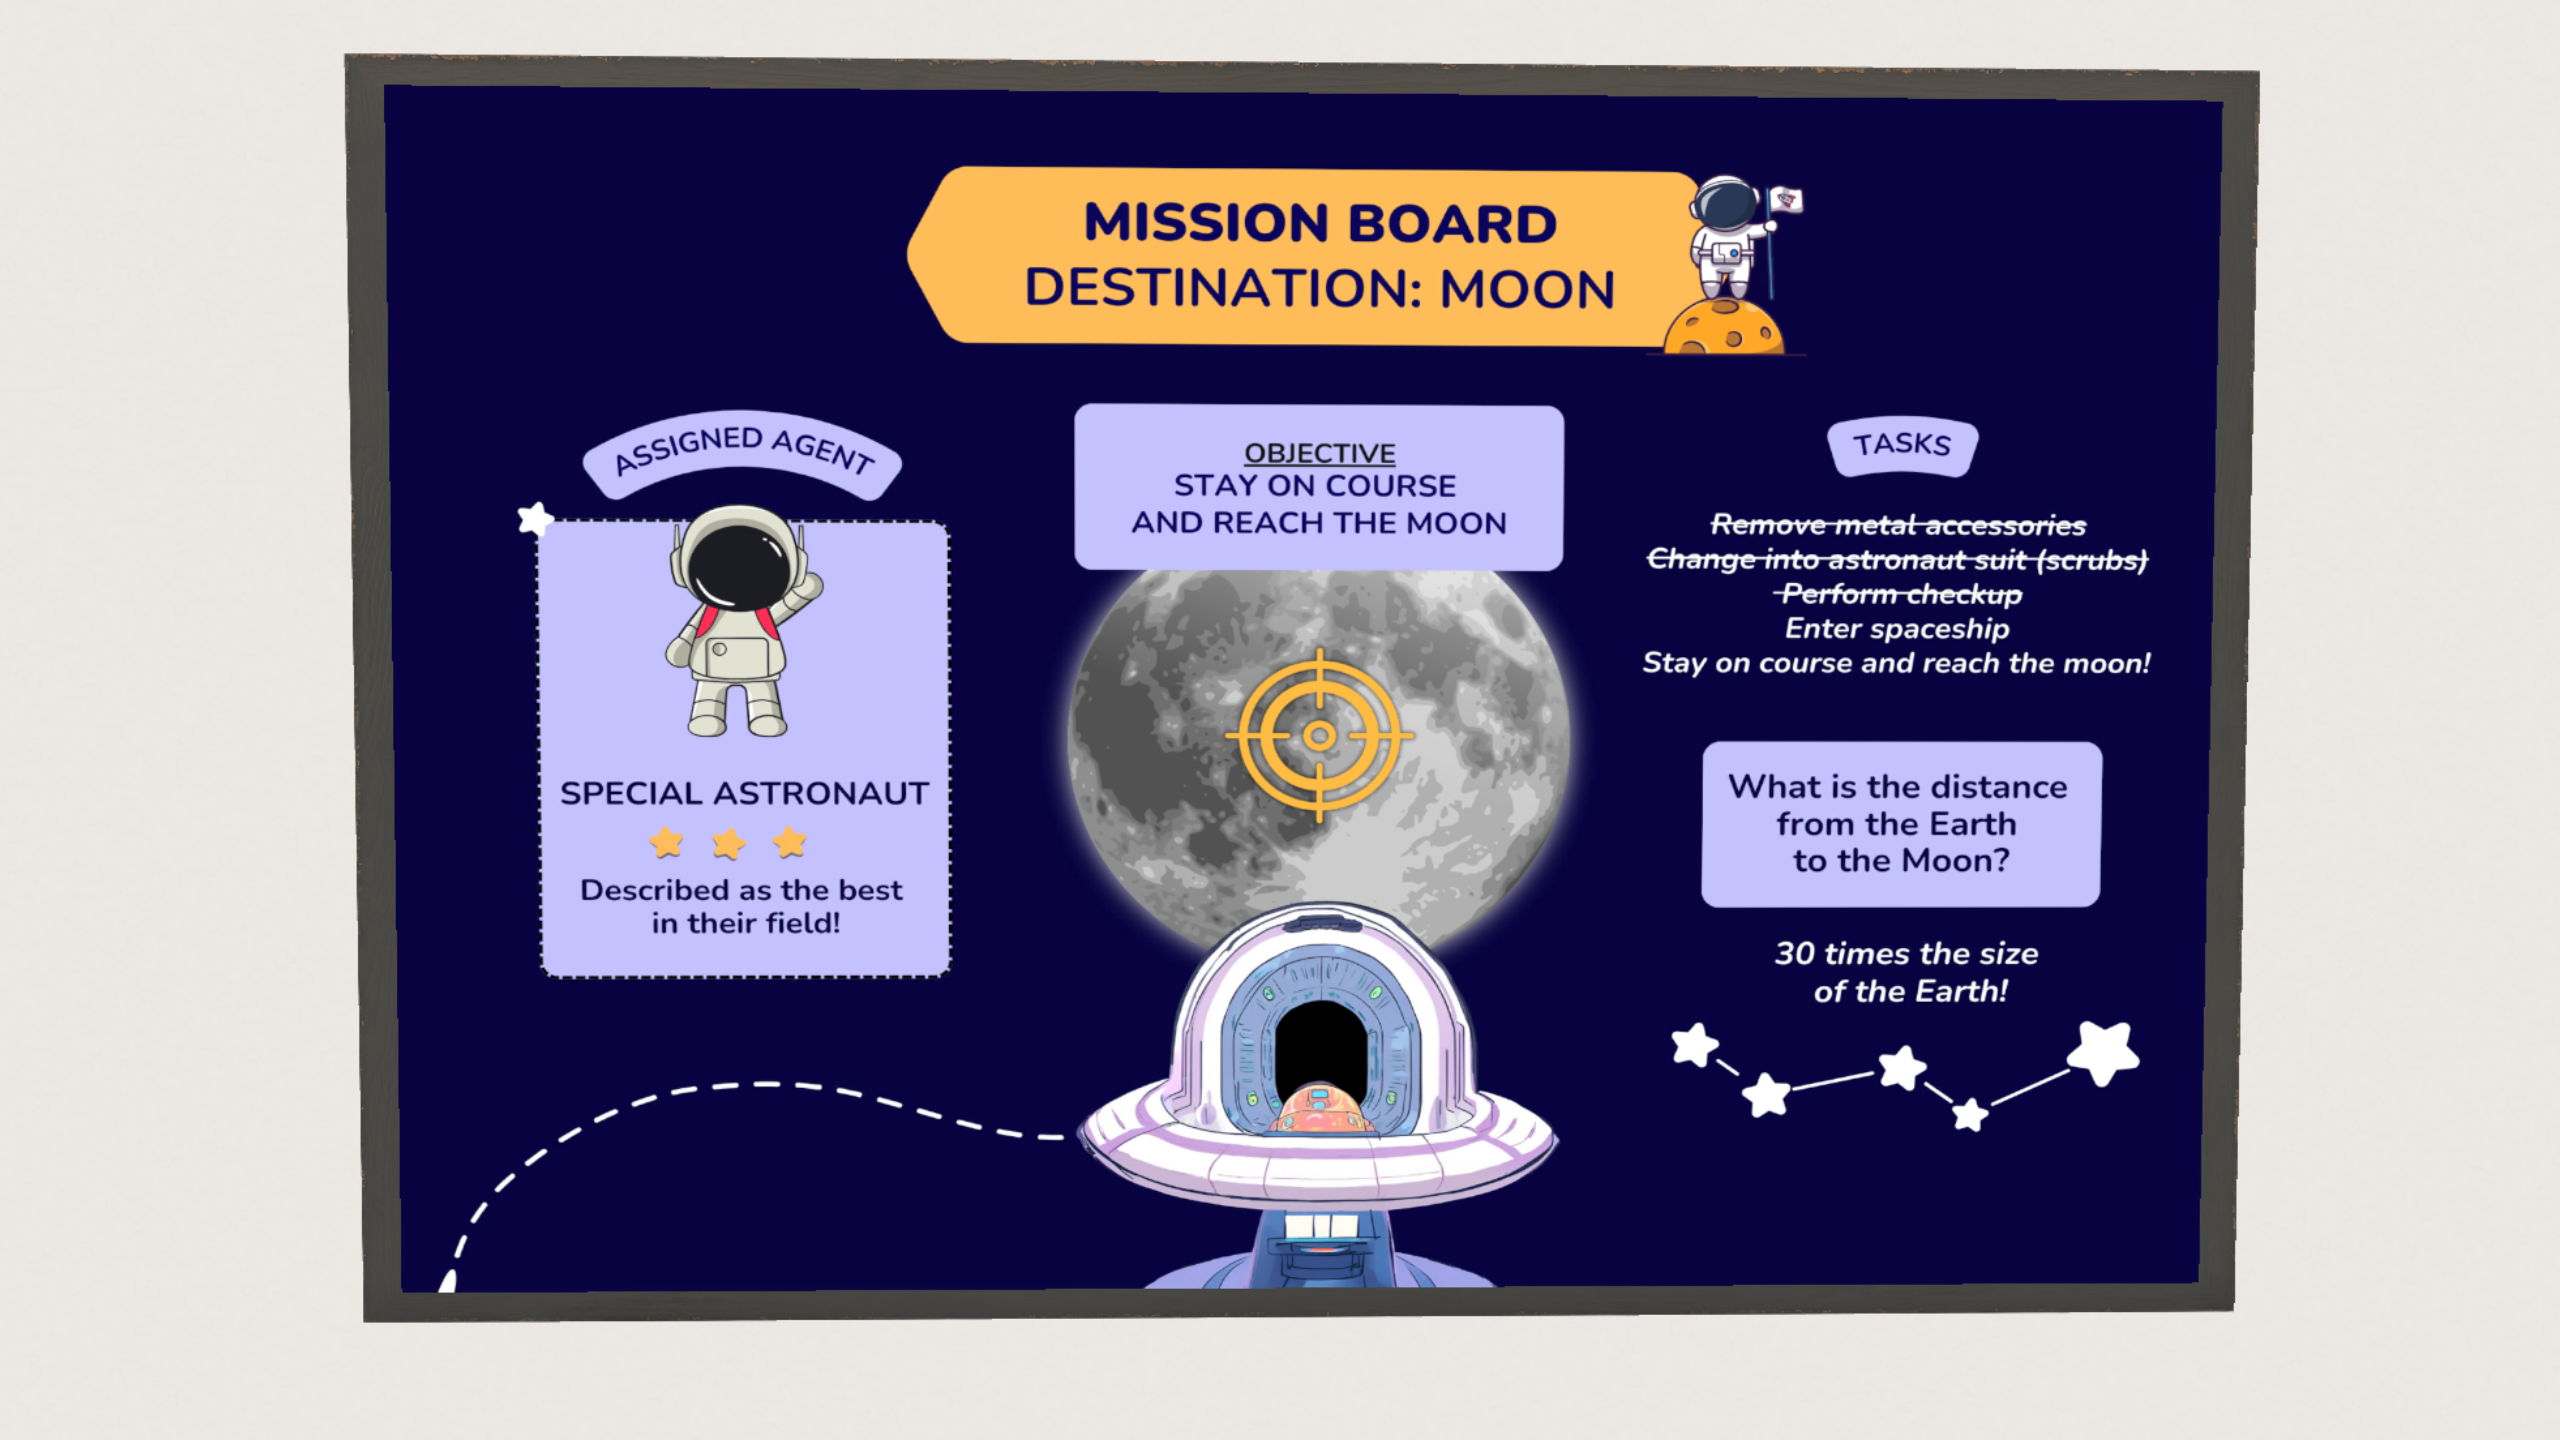 MISSION BOARD
DESTINATION: MOON
ASSIGNED AGENT
SPECIAL ASTRONAUT
Described as the best
in their field!
OBJECTIVE
STAY ON COURSE
AND REACH THE MOON
TASKS
Remove metal accessories
Change into astronaut suit (scrubs)
Perform checkup
Enter spaceship
Stay on course and reach the moon!
What is the distance
from the Earth
to the Moon?
30 times the size
of the Earth!